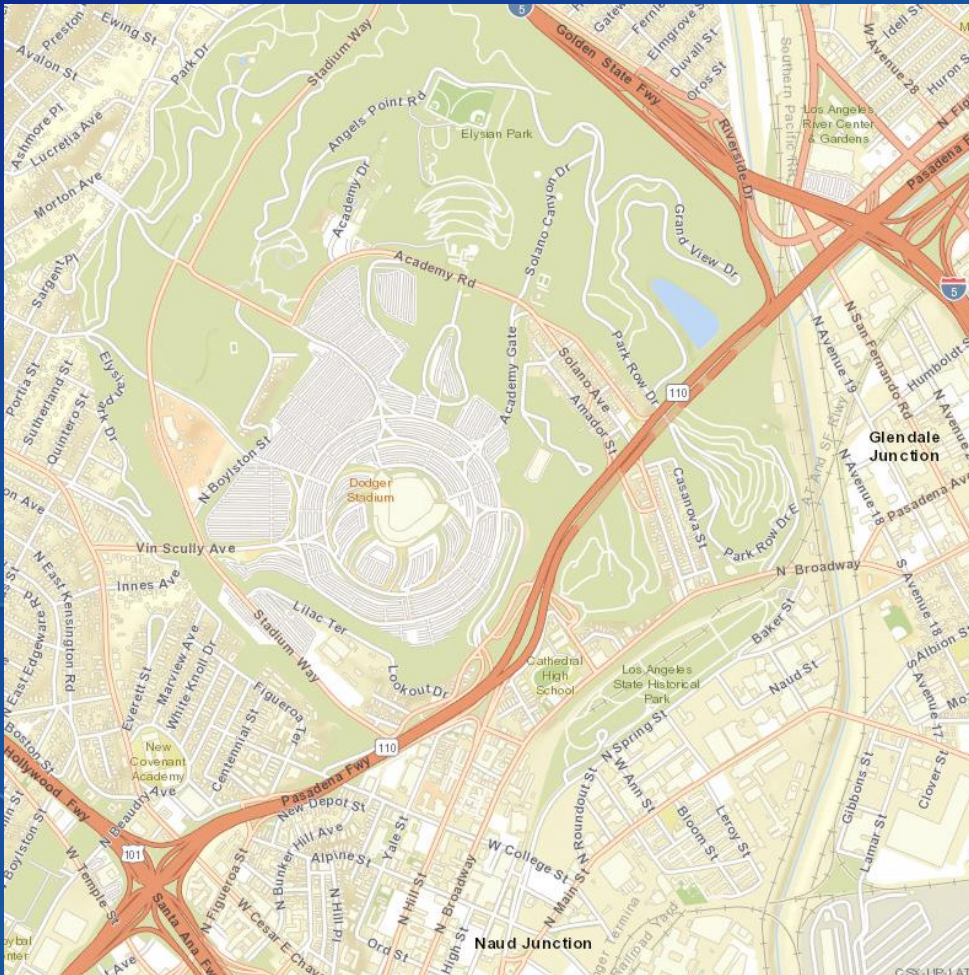 Preston
Ewing St
Avalon St
Park Dr
Stadium Way
5
Golden State Fwy
Elmgrove St
Duvall St
Oros St
Idell St
W Avenue 28
Huron St
Ashmore Pl
Lucretia Ave
Morton Ave
Angels Point Rd
Elysian Park
Riverside Dr
Southern Pacific RR
Los Angeles
River Center
& Gardens
Pasadena
Academy Dr
Solano Canyon Dr
Grand View Dr
Academy Rd
Sargent Pl
5
Portia St
Sutherland St
Quintero St
Elysian Park Dr
Academy Gate
Solano Ave
Amador St
Park Row Dr
110
N Avenue 19
N San Fernando Rd
Humboldt St
N Boylston St
Dodger
Stadium
Casanova St
Park Row Dr E
Glendale
Junction
N Avenue 18
Pasadena Ave
Vin Scully Ave
Innes Ave
N Broadway
N East Kensington Rd
N East Edgeware Rd
Lilac Ter
Stadium Way
Lookout Dr
Baker St
S Avenue 18
Albion St
S Avenue 17
Everett St
Marview Ave
White Knoll Dr
Figueroa Ter
Centennial St
Cathedral
High
School
Los Angeles
State Historical
Park
Naud St
N Spring St
Boston St
Hollywood Fwy
New
Covenant
Academy
N Beaudry Ave
110
Pasadena Fwy
New Depot St
N Bunker Hill Ave
Alpine St
Yale St
W College St
N Roundout St
W Ann St
Bloom St
Leroy St
Gibbons St
Lamar St
Clover St
Boylston St
W Temple St
101
Santa Ana Fwy
N Figueroa St
W Cesar E Chav
N Hill Pl
Ord St
N Hill St
N Broadway
High St
N Main St
Naud Junction